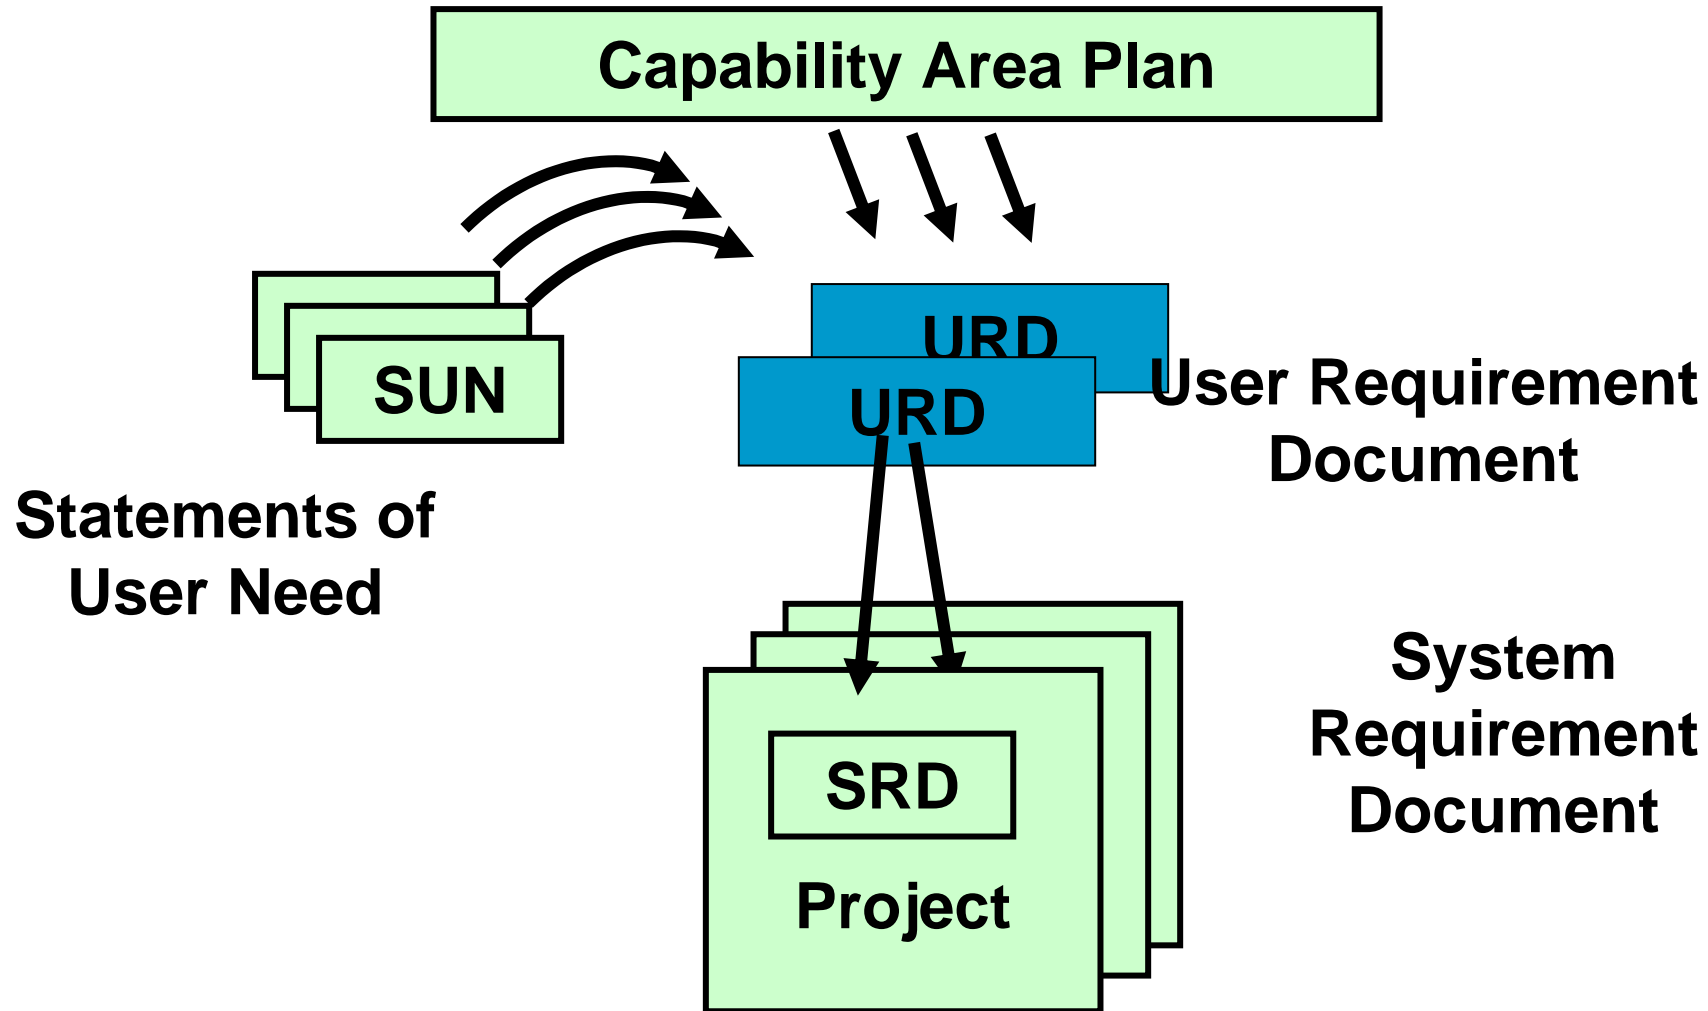 Capability Area Plan
URD
SUN
URD
User Requirement
Document
Statements of
User Need
System
Requirement
Document
SRD
Project